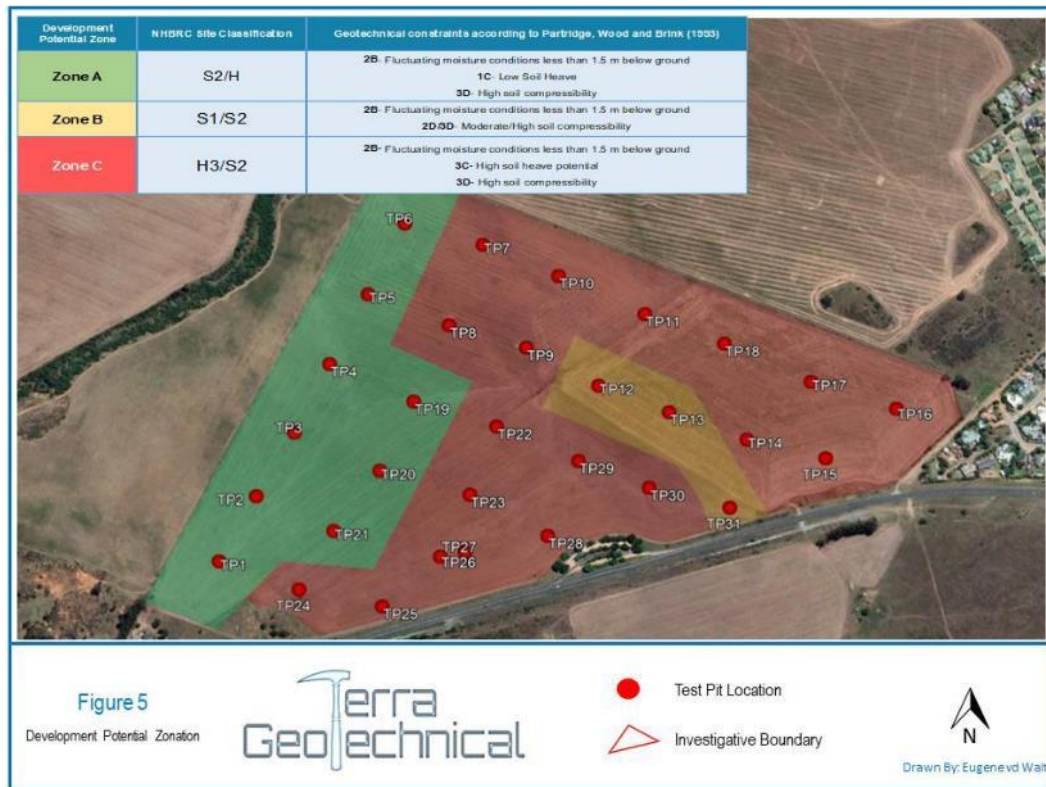 Development Potential Zone
NHBRC Site Classification
Geotechnical constraints according to Partridge, Wood and Brink (1993)
Zone A
S2/H
2B- Fluctuating moisture conditions less than 1.5 m below ground
1C- Low Soil Heave
3D- High soil compressibility
Zone B
S1/S2
2B- Fluctuating moisture conditions less than 1.5 m below ground
2D/3D- Moderate/High soil compressibility
Zone C
H3/S2
2B- Fluctuating moisture conditions less than 1.5 m below ground
3C- High soil heave potential
3D- High soil compressibility
TP6
TP7
TP10
TP5
TP11
TP8
TP18
TP9
TP4
TP17
TP12
TP19
TP16
TP13
TP3
TP22
TP14
TP29
TP15
TP20
TP30
TP2
TP23
TP31
TP21
TP28
TP27
TP1
TP26
TP24
TP25
Figure 5
Development Potential Zonation
Terra
GeoTechnical
Test Pit Location
Investigative Boundary
N
Drawn By: Eugenevd Walt